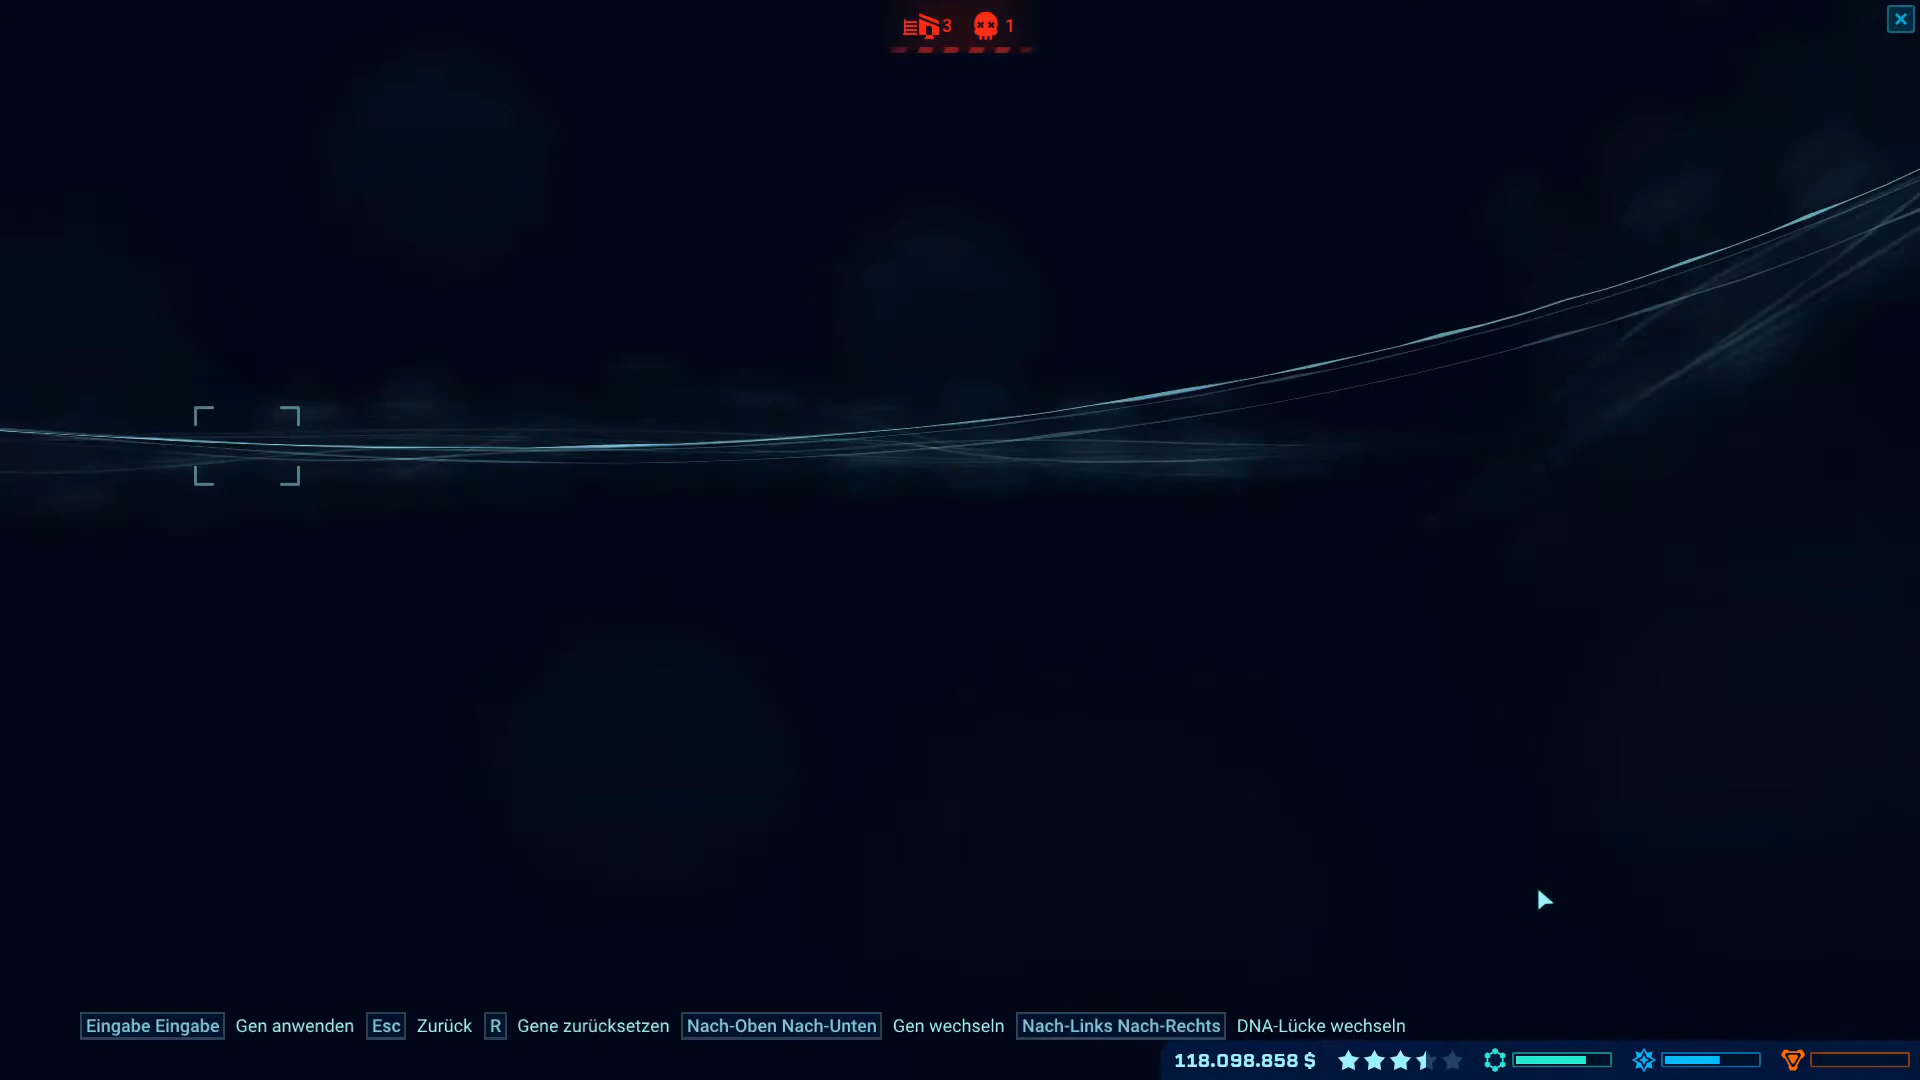 3 1
Eingabe Eingabe Gen anwenden Esc Zurück R Gene zurücksetzen Nach-Oben Nach-Unten Gen wechseln Nach-Links Nach-Rechts DNA-Lücke wechseln
118.098.858 $